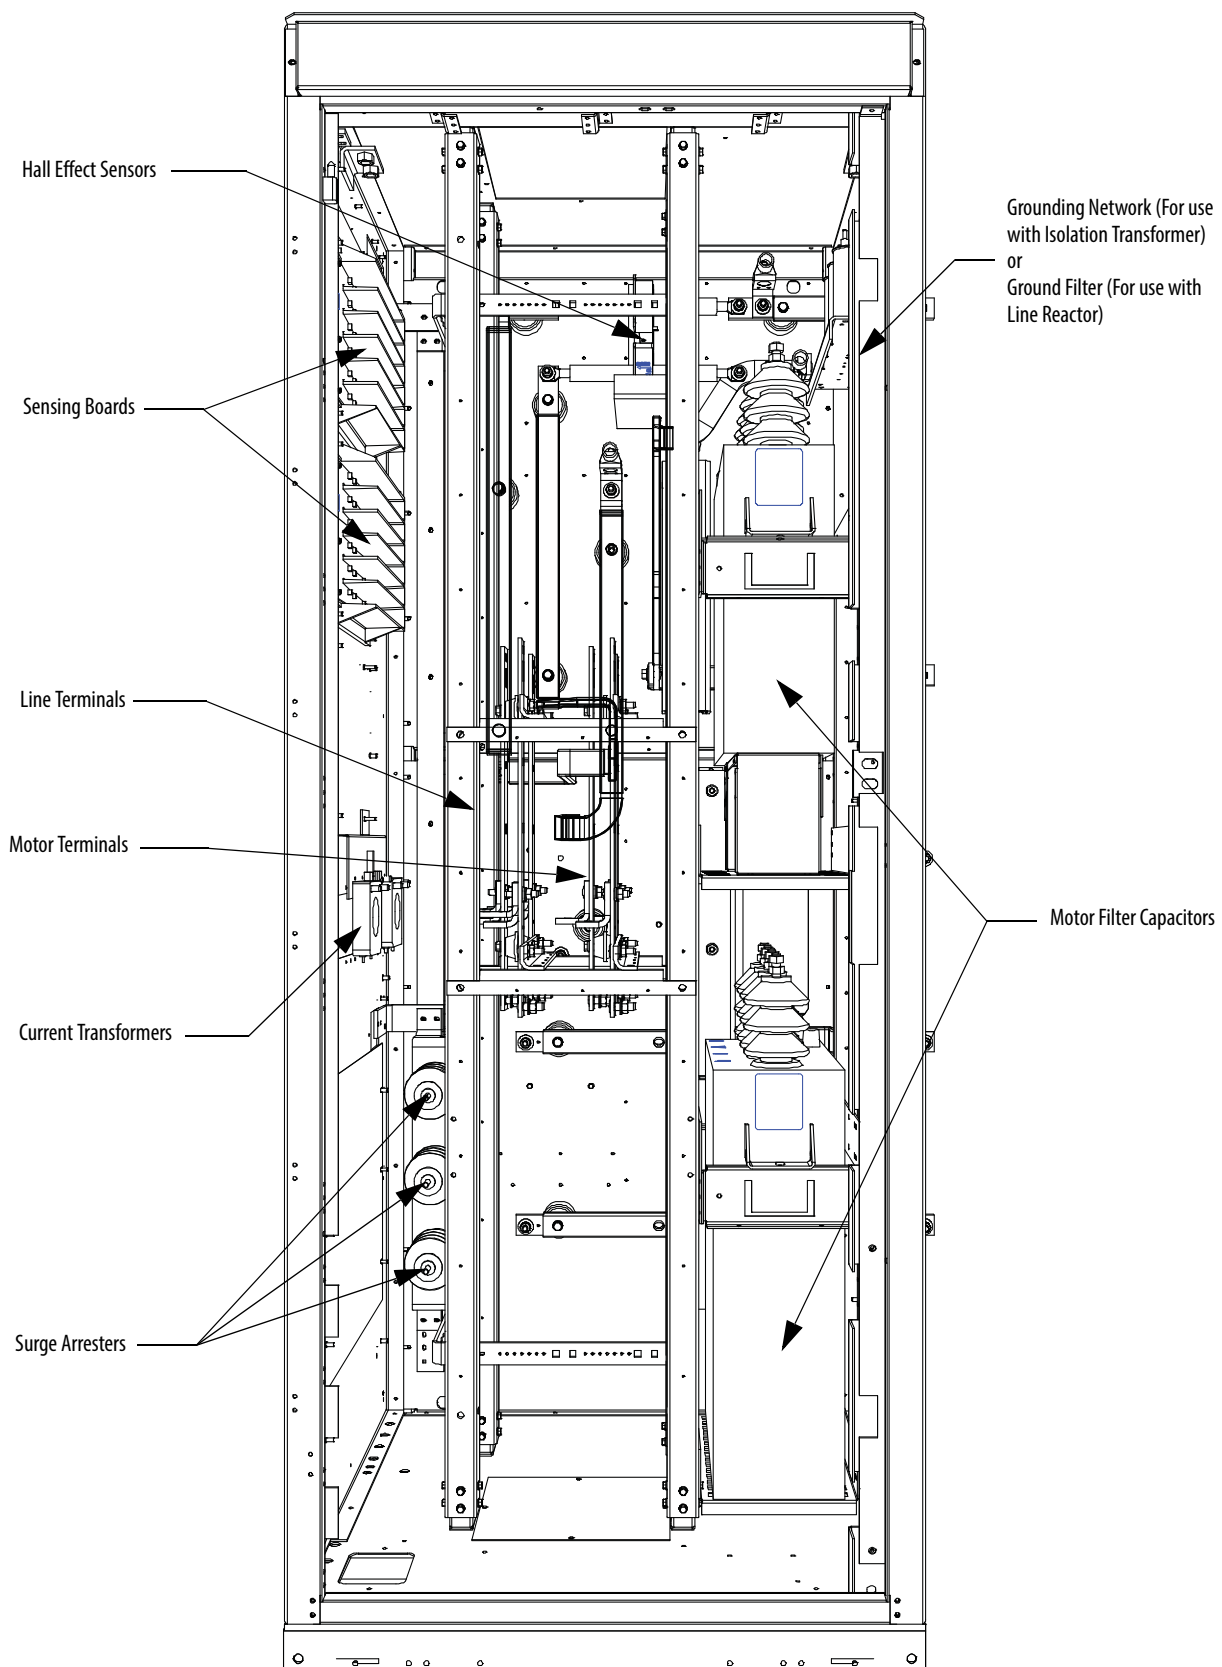 Hall Effect Sensors
Grounding Network (For use
with Isolation Transformer)
or
Ground Filter (For use with
Line Reactor)
Sensing Boards
Line Terminals
Motor Terminals
Motor Filter Capacitors
Current Transformers
Surge Arresters